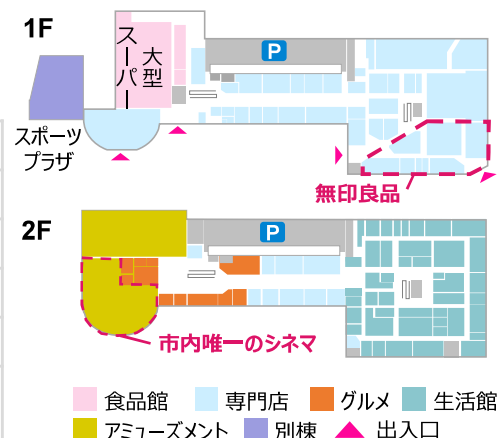 1F
大型
スーパー
P
スポーツ
プラザ
無印良品
2F
P
市内唯一のシネマ
食品館 専門店 グルメ 生活館
アミューズメント 別棟 出入口